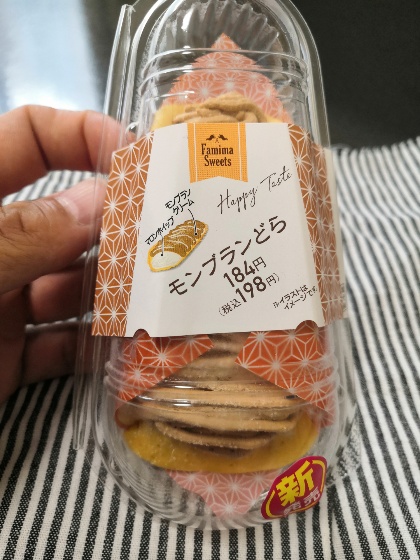 Famima
Sweets
Happy Taste
モンブラン
クリーム
マロンホイップ
モンブランどら
184円
(税込198円)
※イラストは
イメージです。
新
発売